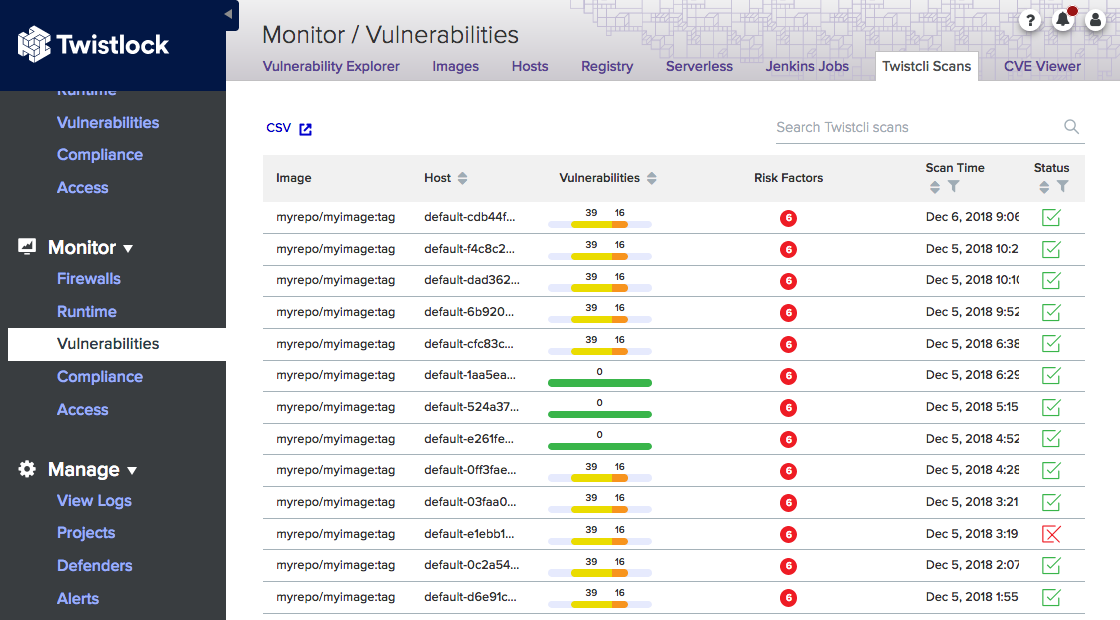 Twistlock
Runtime
Vulnerabilities
Compliance
Access
Monitor
Firewalls
Runtime
Vulnerabilities
Compliance
Access
Manage
View Logs
Projects
Defenders
Alerts
Monitor / Vulnerabilities
?
Vulnerability Explorer Images Hosts Registry Serverless Jenkins Jobs Twistcli Scans CVE Viewer
CSV Search Twistcli scans
Image Host Vulnerabilities Risk Factors Scan Time Status
39 16
myrepo/myimage:tag default-cdb44f... 6 Dec 6, 2018 9:06
39 16
myrepo/myimage:tag default-f4c8c2... 6 Dec 5, 2018 10:2
39 16
myrepo/myimage:tag default-dad362... 6 Dec 5, 2018 10:10
39 16
myrepo/myimage:tag default-6b920... 6 Dec 5, 2018 9:52
39 16
myrepo/myimage:tag default-cfc83c... 6 Dec 5, 2018 6:38
0
myrepo/myimage:tag default-1aa5ea... 6 Dec 5, 2018 6:29
0
myrepo/myimage:tag default-524a37... 6 Dec 5, 2018 5:15
0
myrepo/myimage:tag default-e261fe... 6 Dec 5, 2018 4:52
39 16
myrepo/myimage:tag default-0ff3fae... 6 Dec 5, 2018 4:28
39 16
myrepo/myimage:tag default-03faa0... 6 Dec 5, 2018 3:21
39 16
myrepo/myimage:tag default-e1ebb1... 6 Dec 5, 2018 3:19
39 16
myrepo/myimage:tag default-0c2a54... 6 Dec 5, 2018 2:07
39 16
myrepo/myimage:tag default-d6e91c... 6 Dec 5, 2018 1:55